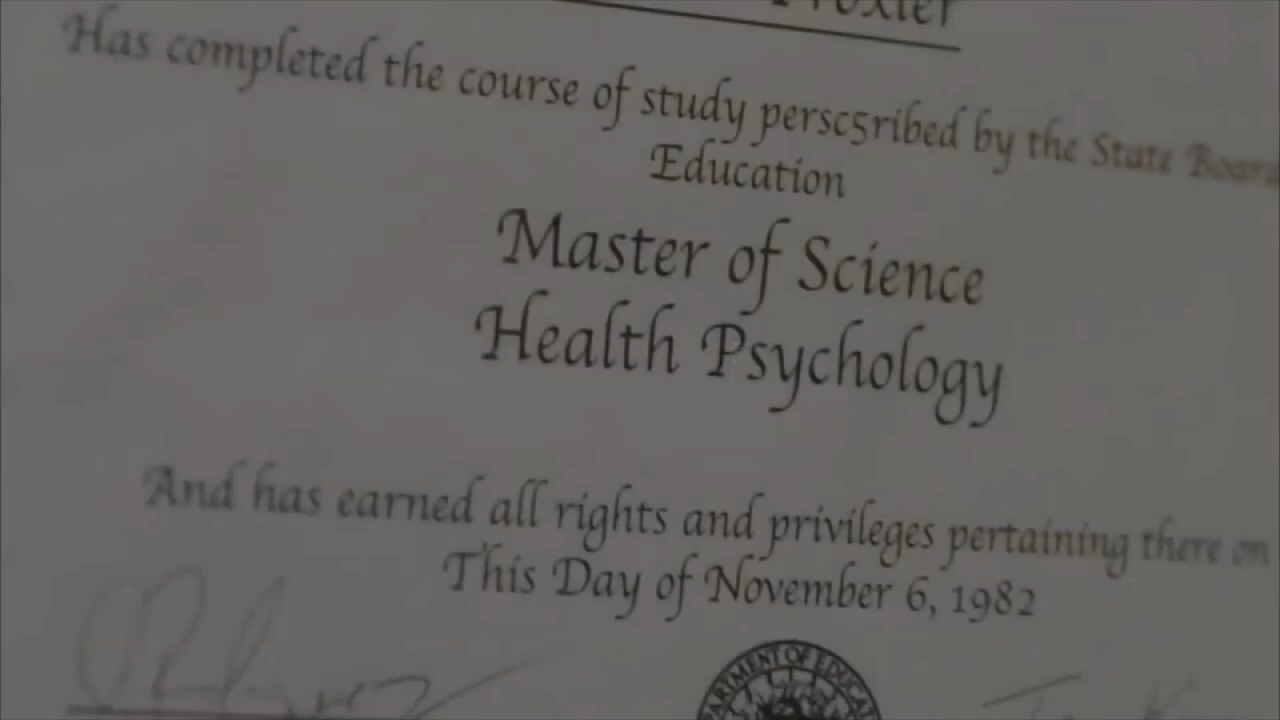 Has completed the course of study persc5ribed by the State Board
Education
Master of Science
Health Psychology
And has earned all rights and privileges pertaining there on
This Day of November 6, 1982